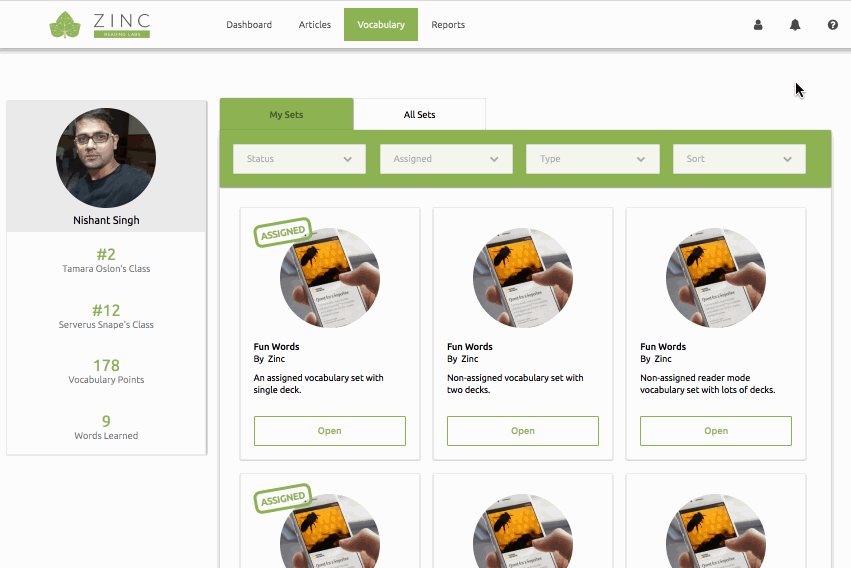 ZINC
READING LABS
Dashboard
Articles
Vocabulary
Reports
Nishant Singh
#2
Tamara Oslon's Class
#12
Serverus Snape's Class
178
Vocabulary Points
9
Words Learned
My Sets
All Sets
Status
Assigned
Type
Sort
ASSIGNED
Fun Words
By Zinc
An assigned vocabulary set with
single deck.
Open
Fun Words
By Zinc
Non-assigned vocabulary set with
two decks.
Open
Fun Words
By Zinc
Non-assigned reader mode
vocabulary set with lots of decks.
Open
ASSIGNED